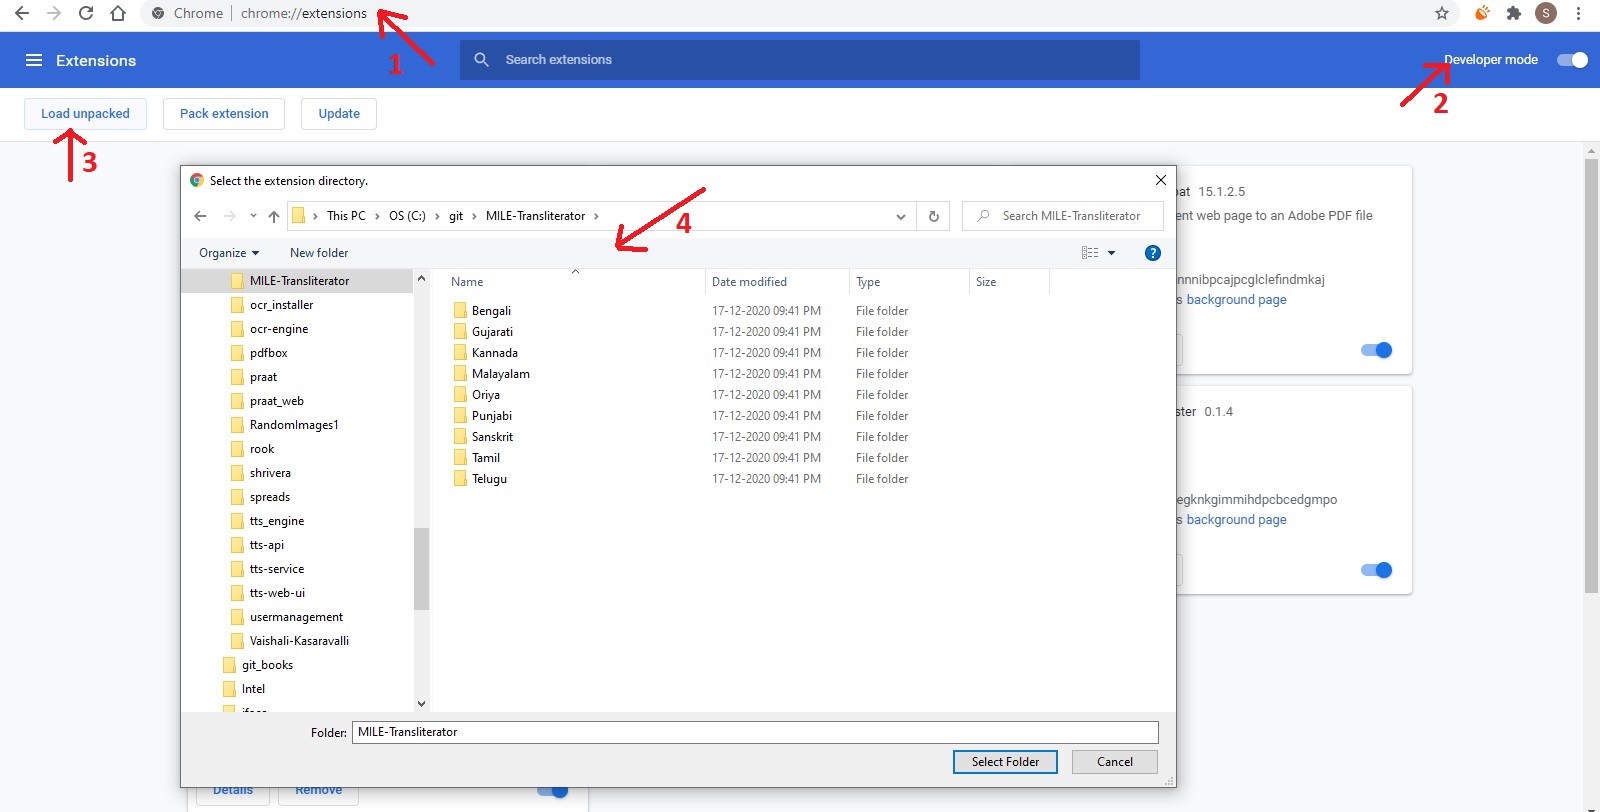 Chrome | chrome://extensions
S
1
Extensions
Search extensions
Developer mode
2
Load unpacked
Pack extension
Update
3
Select the extension directory.
This PC > OS (C:) > git > MILE-Transliterator >
Search MILE-Transliterator
4
Organize
New folder
?
Name
Date modified
Type
Size
MILE-Transliterator
ocr_installer
ocr-engine
pdfbox
praat
praat_web
RandomImages1
rook
shrivera
spreads
tts_engine
tts-api
tts-service
tts-web-ui
usermanagement
Vaishali-Kasaravalli
git_books
Intel
Bengali 17-12-2020 09:41 PM File folder
Gujarati 17-12-2020 09:41 PM File folder
Kannada 17-12-2020 09:41 PM File folder
Malayalam 17-12-2020 09:41 PM File folder
Oriya 17-12-2020 09:41 PM File folder
Punjabi 17-12-2020 09:41 PM File folder
Sanskrit 17-12-2020 09:41 PM File folder
Tamil 17-12-2020 09:41 PM File folder
Telugu 17-12-2020 09:41 PM File folder
Folder: MILE-Transliterator
Select Folder
Cancel
bat 15.1.2.5
ent web page to an Adobe PDF file
nnnibpcajpcglclefindmkaj
s background page
ster 0.1.4
egknkgimmihdpcbcedgmpo
s background page
Details
Remove